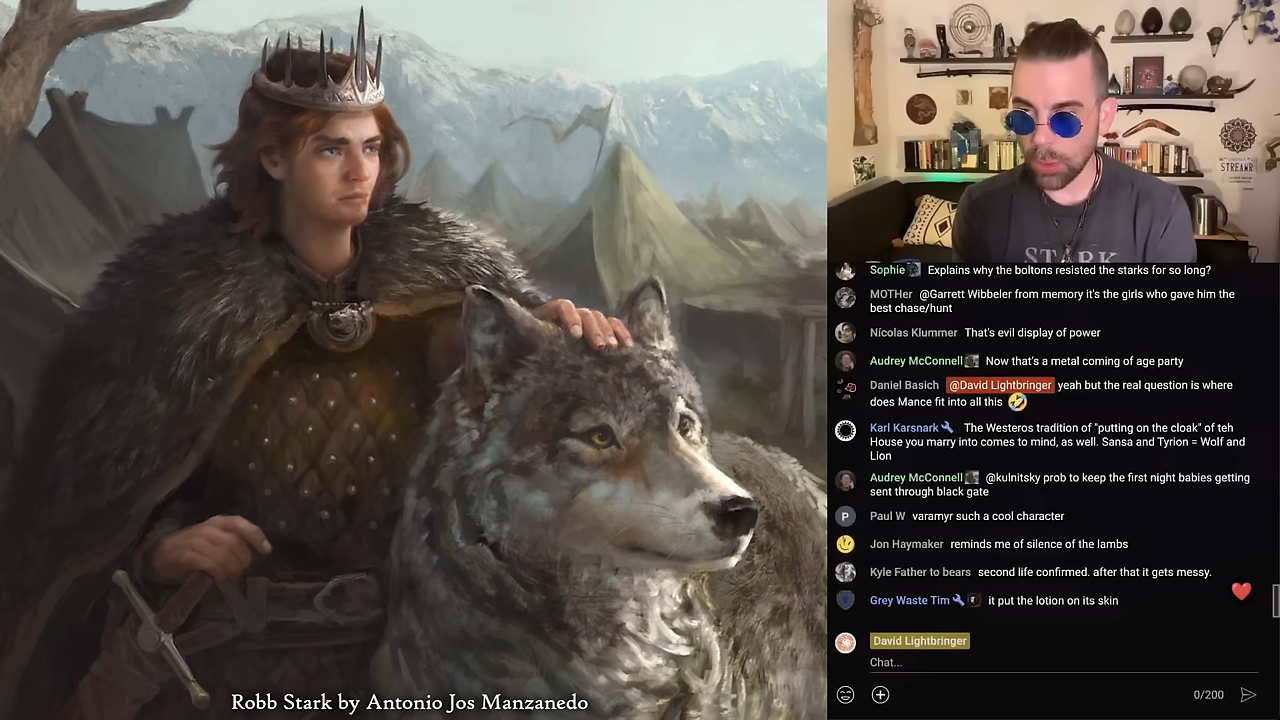 STREAMR
STARK
Sophie Explains why the boltons resisted the starks for so long?
MOTHer @Garrett Wibbeler from memory it's the girls who gave him the
best chase/hunt
Nícolas Klummer That's evil display of power
Audrey McConnell Now that's a metal coming of age party
Daniel Basich @David Lightbringer yeah but the real question is where
does Mance fit into all this 🤣
Karl Karsnark The Westeros tradition of "putting on the cloak" of teh
House you marry into comes to mind, as well. Sansa and Tyrion = Wolf and
Lion
Audrey McConnell @kulnitsky prob to keep the first night babies getting
sent through black gate
P Paul W varamyr such a cool character
Jon Haymaker reminds me of silence of the lambs
Kyle Father to bears second life confirmed. after that it gets messy.
Grey Waste Tim it put the lotion on its skin
David Lightbringer
Chat...
0/200
Robb Stark by Antonio Jos Manzanedo